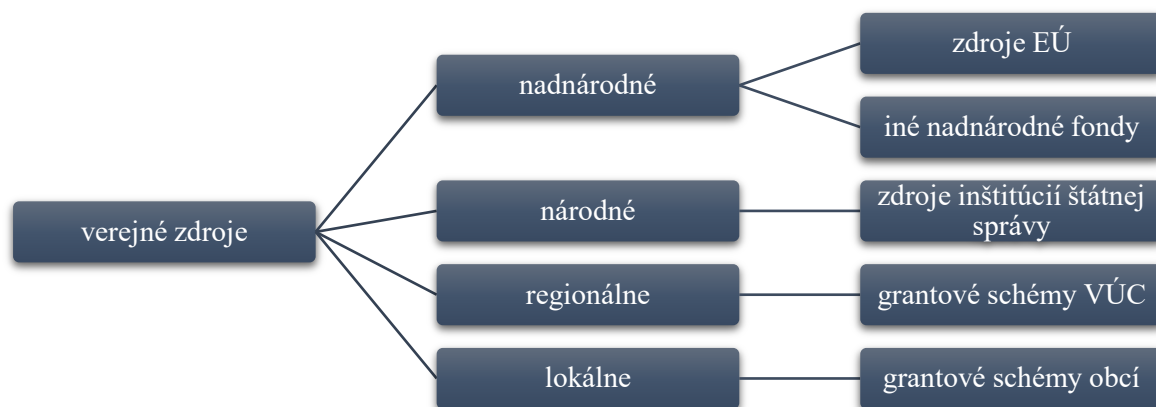 verejné zdroje
nadnárodné
zdroje EÚ
iné nadnárodné fondy
národné
zdroje inštitúcií štátnej
správy
regionálne
grantové schémy VÚC
lokálne
grantové schémy obcí